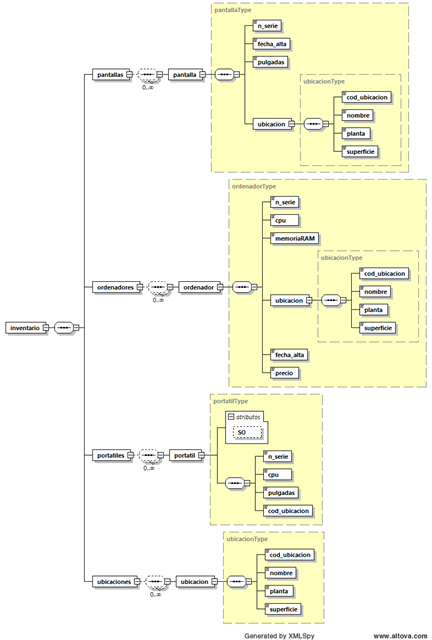 pantallaType
n_serie
fecha_alta
pulgadas
pantallas
0..∞
pantalla
ubicacionType
cod_ubicacion
nombre
ubicacion
planta
superficie
ordenadorType
n_serie
cpu
memoriaRAM
ubicacionType
cod_ubicacion
ordenadores
0..∞
ordenador
nombre
ubicacion
planta
superficie
inventario
fecha_alta
precio
portatilType
atributos
SO
portatiles
0..∞
portatil
n_serie
cpu
pulgadas
cod_ubicacion
ubicacionType
cod_ubicacion
nombre
ubicaciones
0..∞
ubicacion
planta
superficie
Generated by XMLSpy www.altova.com